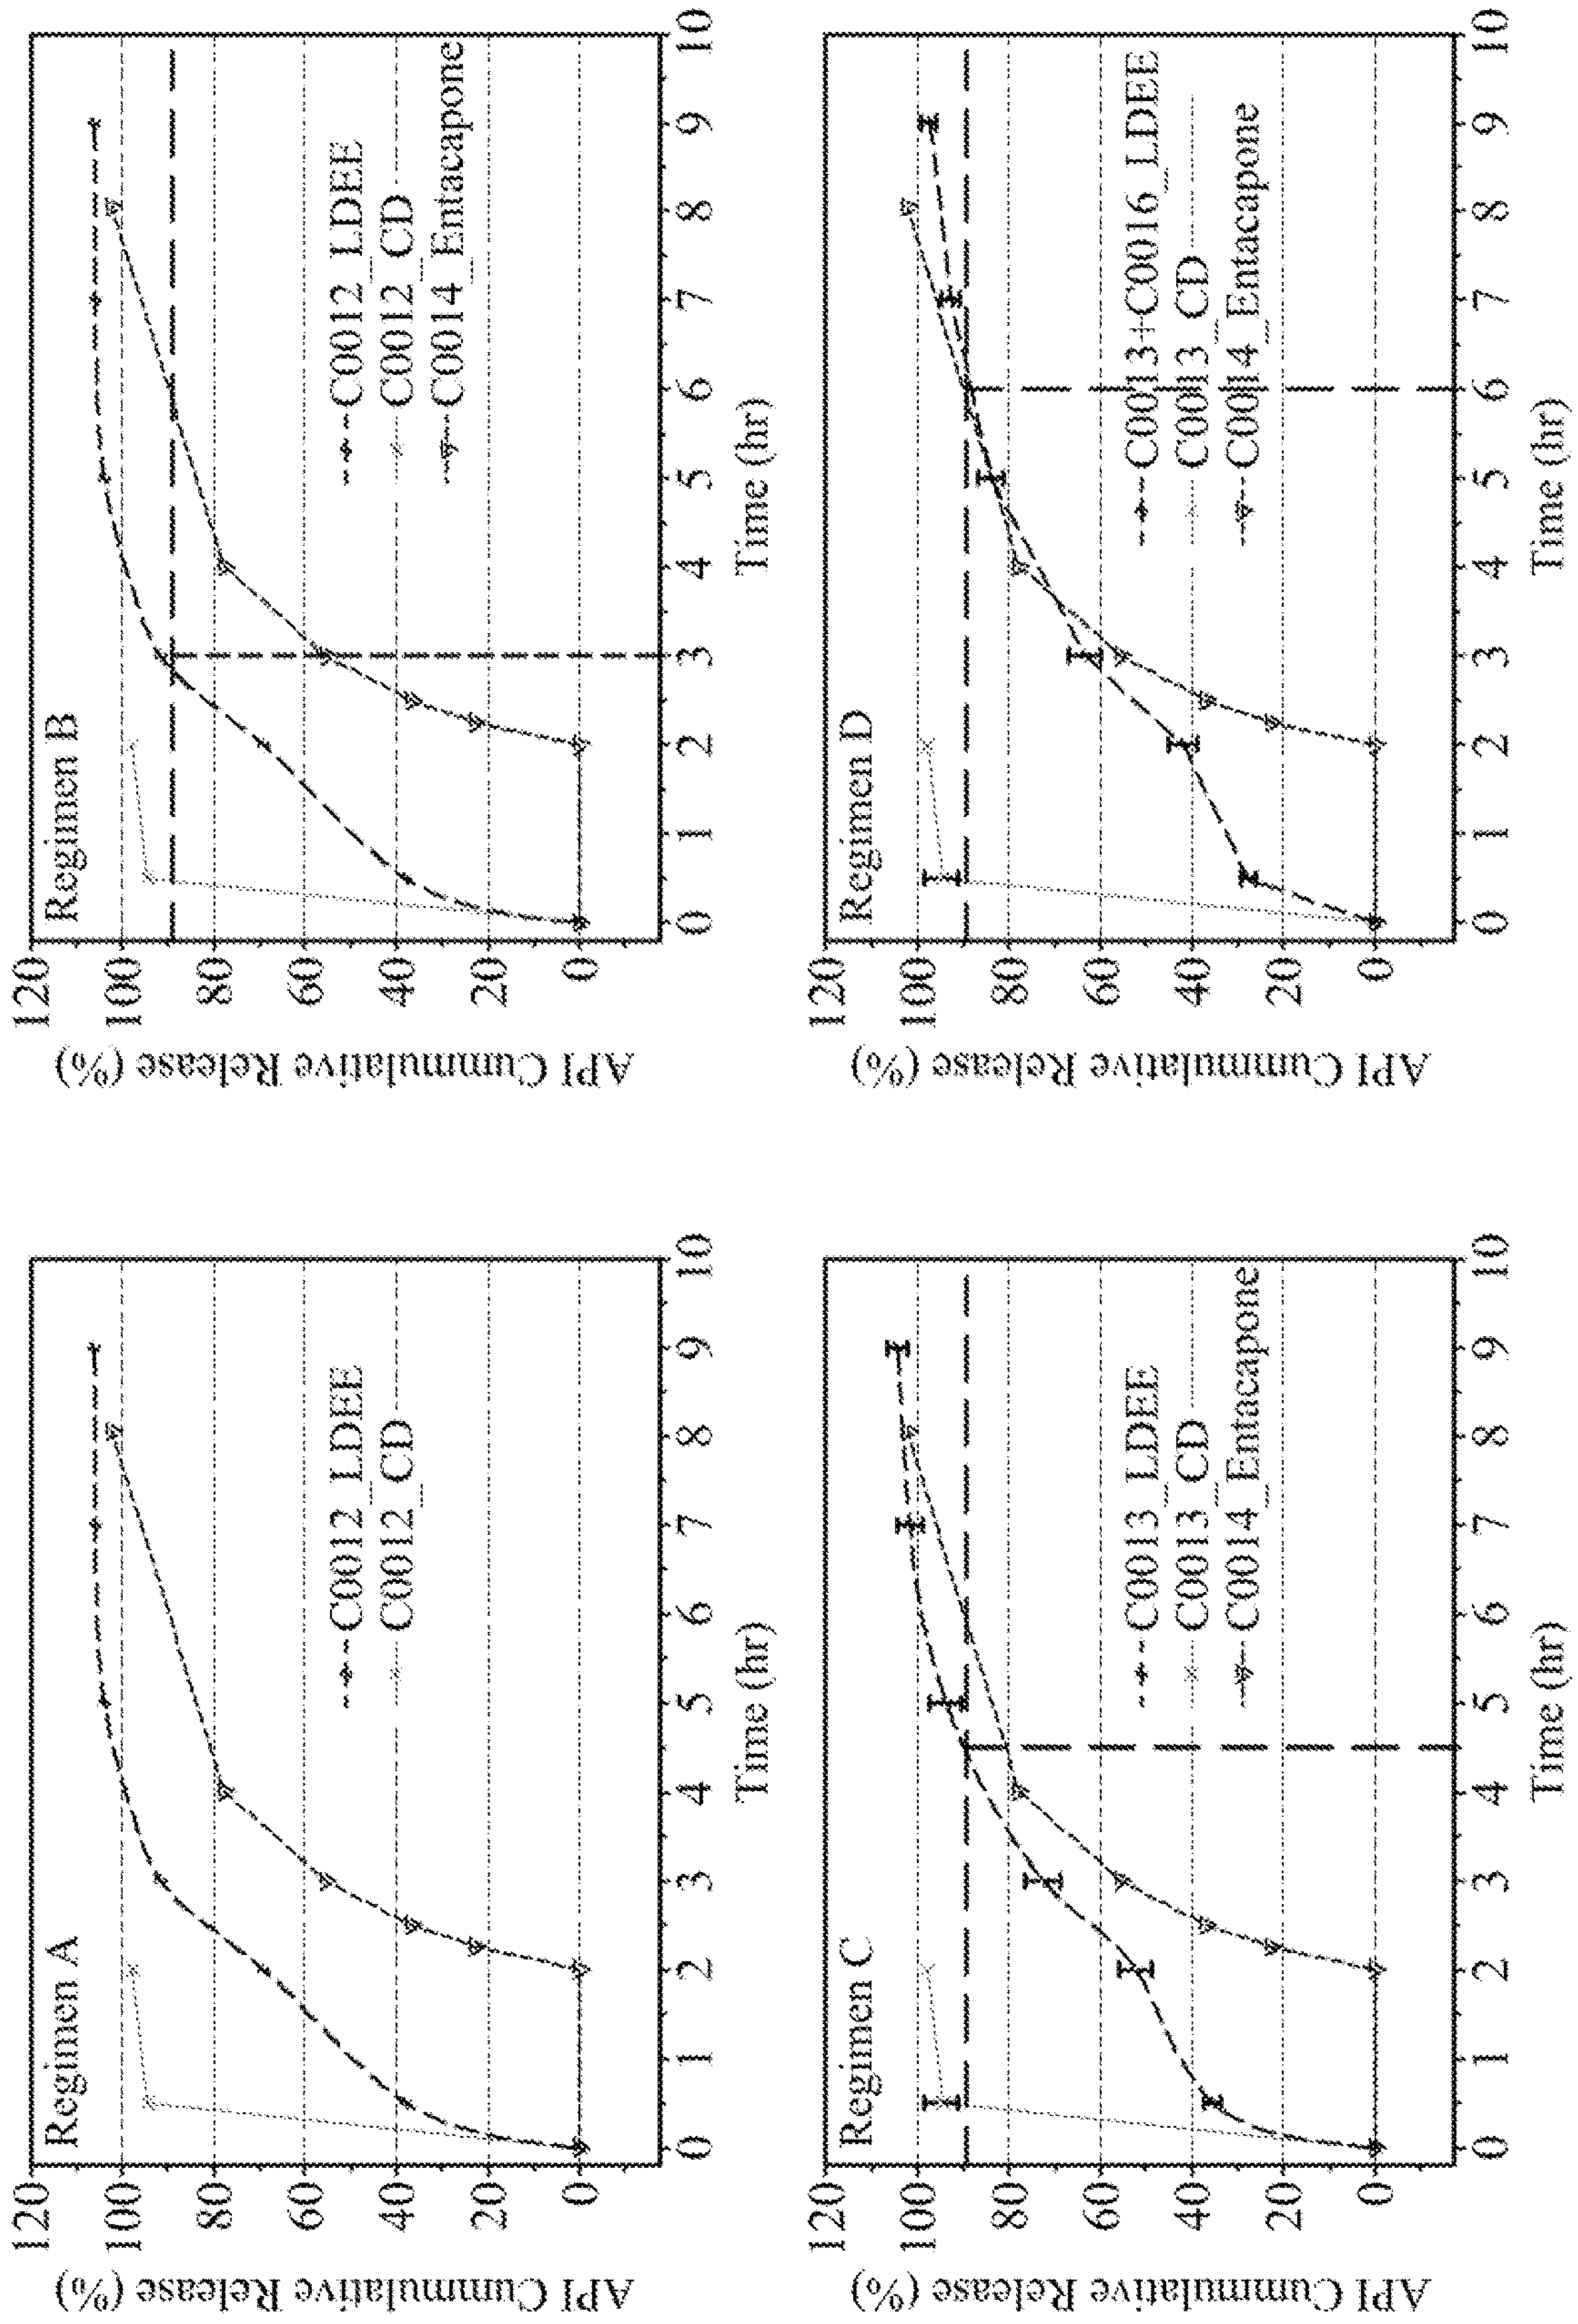 Regimen A
API Cummulative Release (%)
120
100
80
60
40
20
0
C0012_LDEE
C0012_CD
0 1 2 3 4 5 6 7 8 9 10
Time (hr)
Regimen B
API Cummulative Release (%)
120
100
80
60
40
20
0
C0012_LDEE
C0012_CD
C0014_Entacapone
0 1 2 3 4 5 6 7 8 9 10
Time (hr)
Regimen C
API Cummulative Release (%)
120
100
80
60
40
20
0
C0013_LDEE
C0013_CD
C0014_Entacapone
0 1 2 3 4 5 6 7 8 9 10
Time (hr)
Regimen D
API Cummulative Release (%)
120
100
80
60
40
20
0
C0013+C0016_LDEE
C0013_CD
C0014_Entacapone
0 1 2 3 4 5 6 7 8 9 10
Time (hr)